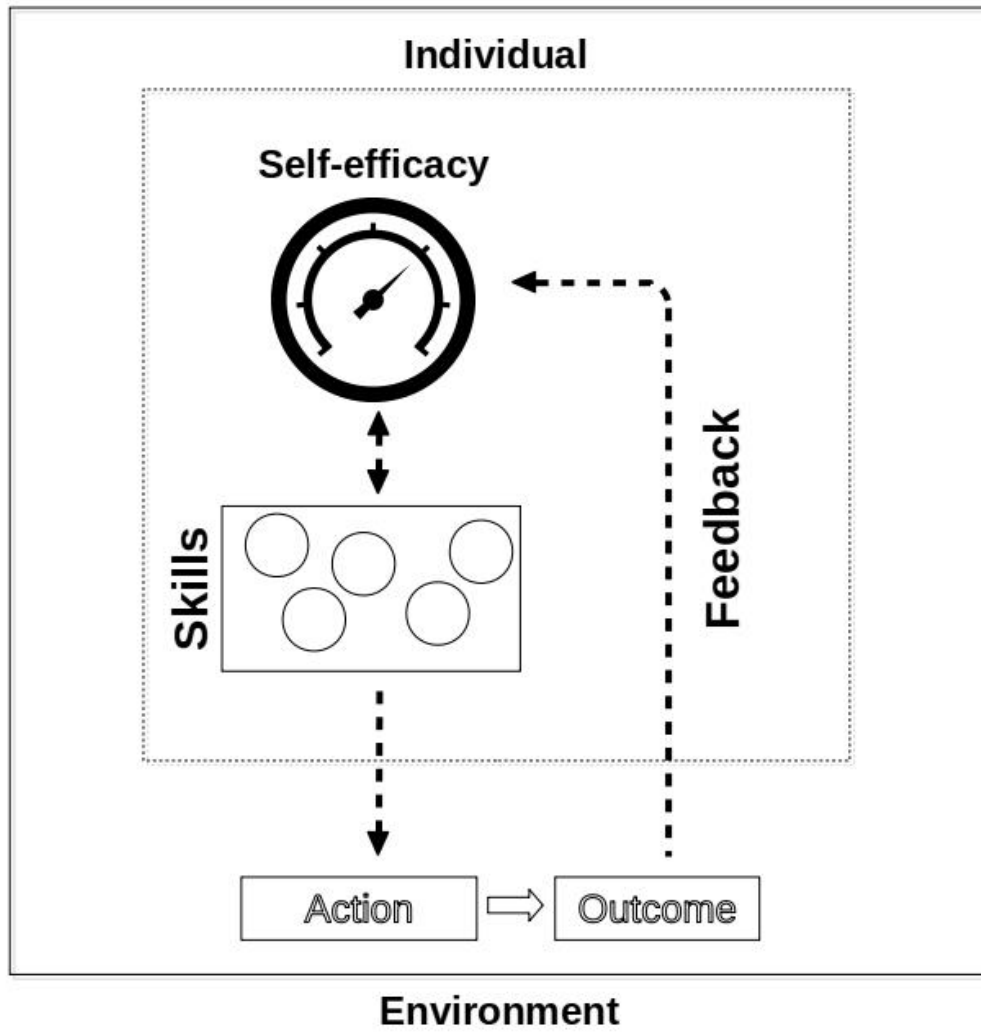 Individual
Self-efficacy
Skills
Feedback
Action
Outcome
Environment